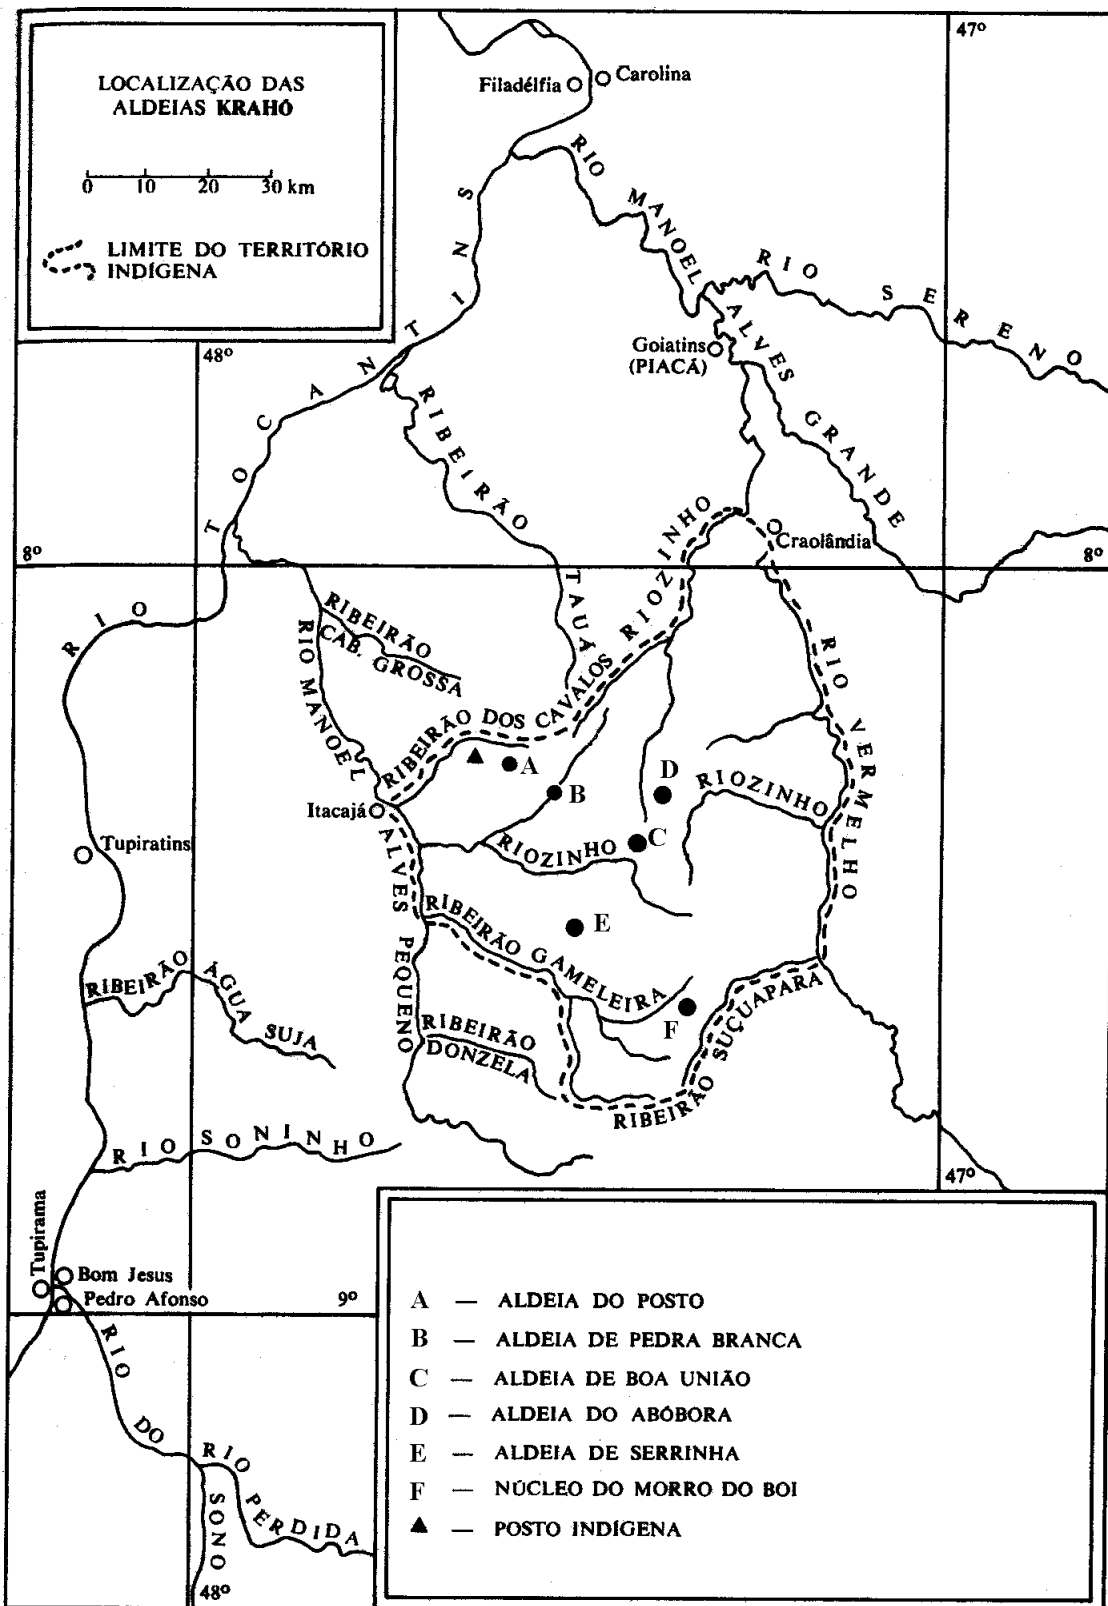 LOCALIZAÇÃO DAS
ALDEIAS KRAHÓ
0 10 20 30 km
LIMITE DO TERRITÓRIO
INDÍGENA
47º
Filadélfia
Carolina
RIO MANOEL ALVES GRANDE
RIO SERENO
RIO TOCANTINS
48º
Goiatins
(PIACÁ)
RIBEIRÃO TAUÁ
8º
8º
Craolândia
RIOZINHO
RIBEIRÃO
CAB. GROSSA
RIO MANOEL ALVES PEQUENO
RIBEIRÃO DOS CAVALOS
RIO VERMELHO
A
B
D
RIOZINHO
Itacajá
C
RIOZINHO
Tupiratins
E
RIBEIRÃO GAMELEIRA
RIBEIRÃO ÁGUA SUJA
F
RIBEIRÃO
DONZELA
RIBEIRÃO SUÇUAPARA
RIO SONINHO
47º
Tupirama
Bom Jesus
Pedro Afonso
9º
RIO DO SONO
RIO PERDIDA
48º
A — ALDEIA DO POSTO
B — ALDEIA DE PEDRA BRANCA
C — ALDEIA DE BOA UNIÃO
D — ALDEIA DO ABÓBORA
E — ALDEIA DE SERRINHA
F — NÚCLEO DO MORRO DO BOI
▲ — POSTO INDÍGENA